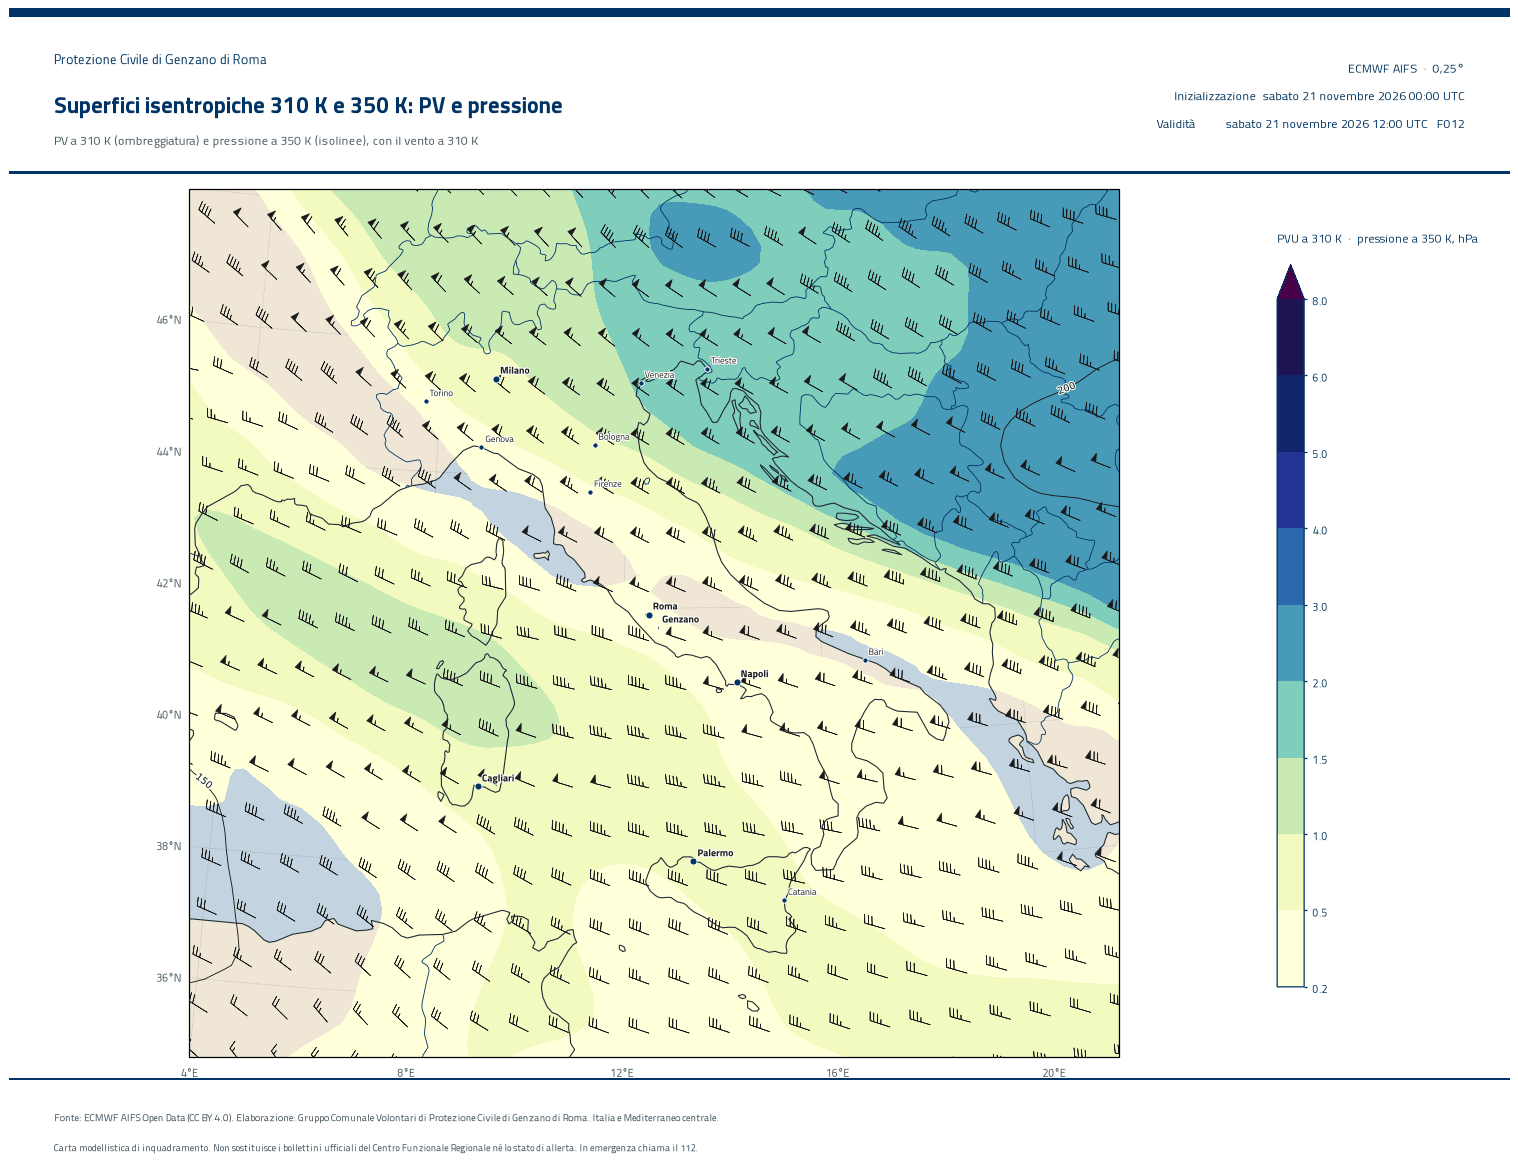 Protezione Civile di Genzano di Roma
Superfici isentropiche 310 K e 350 K: PV e pressione
PV a 310 K (ombreggiatura) e pressione a 350 K (isolinee), con il vento a 310 K
ECMWF AIFS · 0,25°
Inizializzazione sabato 21 novembre 2026 00:00 UTC
Validità sabato 21 novembre 2026 12:00 UTC F012
PVU a 310 K · pressione a 350 K, hPa
8.0
6.0
5.0
4.0
3.0
2.0
1.5
1.0
0.5
0.2
46°N
44°N
42°N
40°N
38°N
36°N
4°E
8°E
12°E
16°E
20°E
200
150
Trieste
Venezia
Milano
Torino
Genova
Bologna
Firenze
Roma
Genzano
Bari
Napoli
Cagliari
Palermo
Catania
Fonte: ECMWF AIFS Open Data (CC BY 4.0). Elaborazione: Gruppo Comunale Volontari di Protezione Civile di Genzano di Roma. Italia e Mediterraneo centrale.
Carta modellistica di inquadramento. Non sostituisce i bollettini ufficiali del Centro Funzionale Regionale né lo stato di allerta. In emergenza chiama il 112.